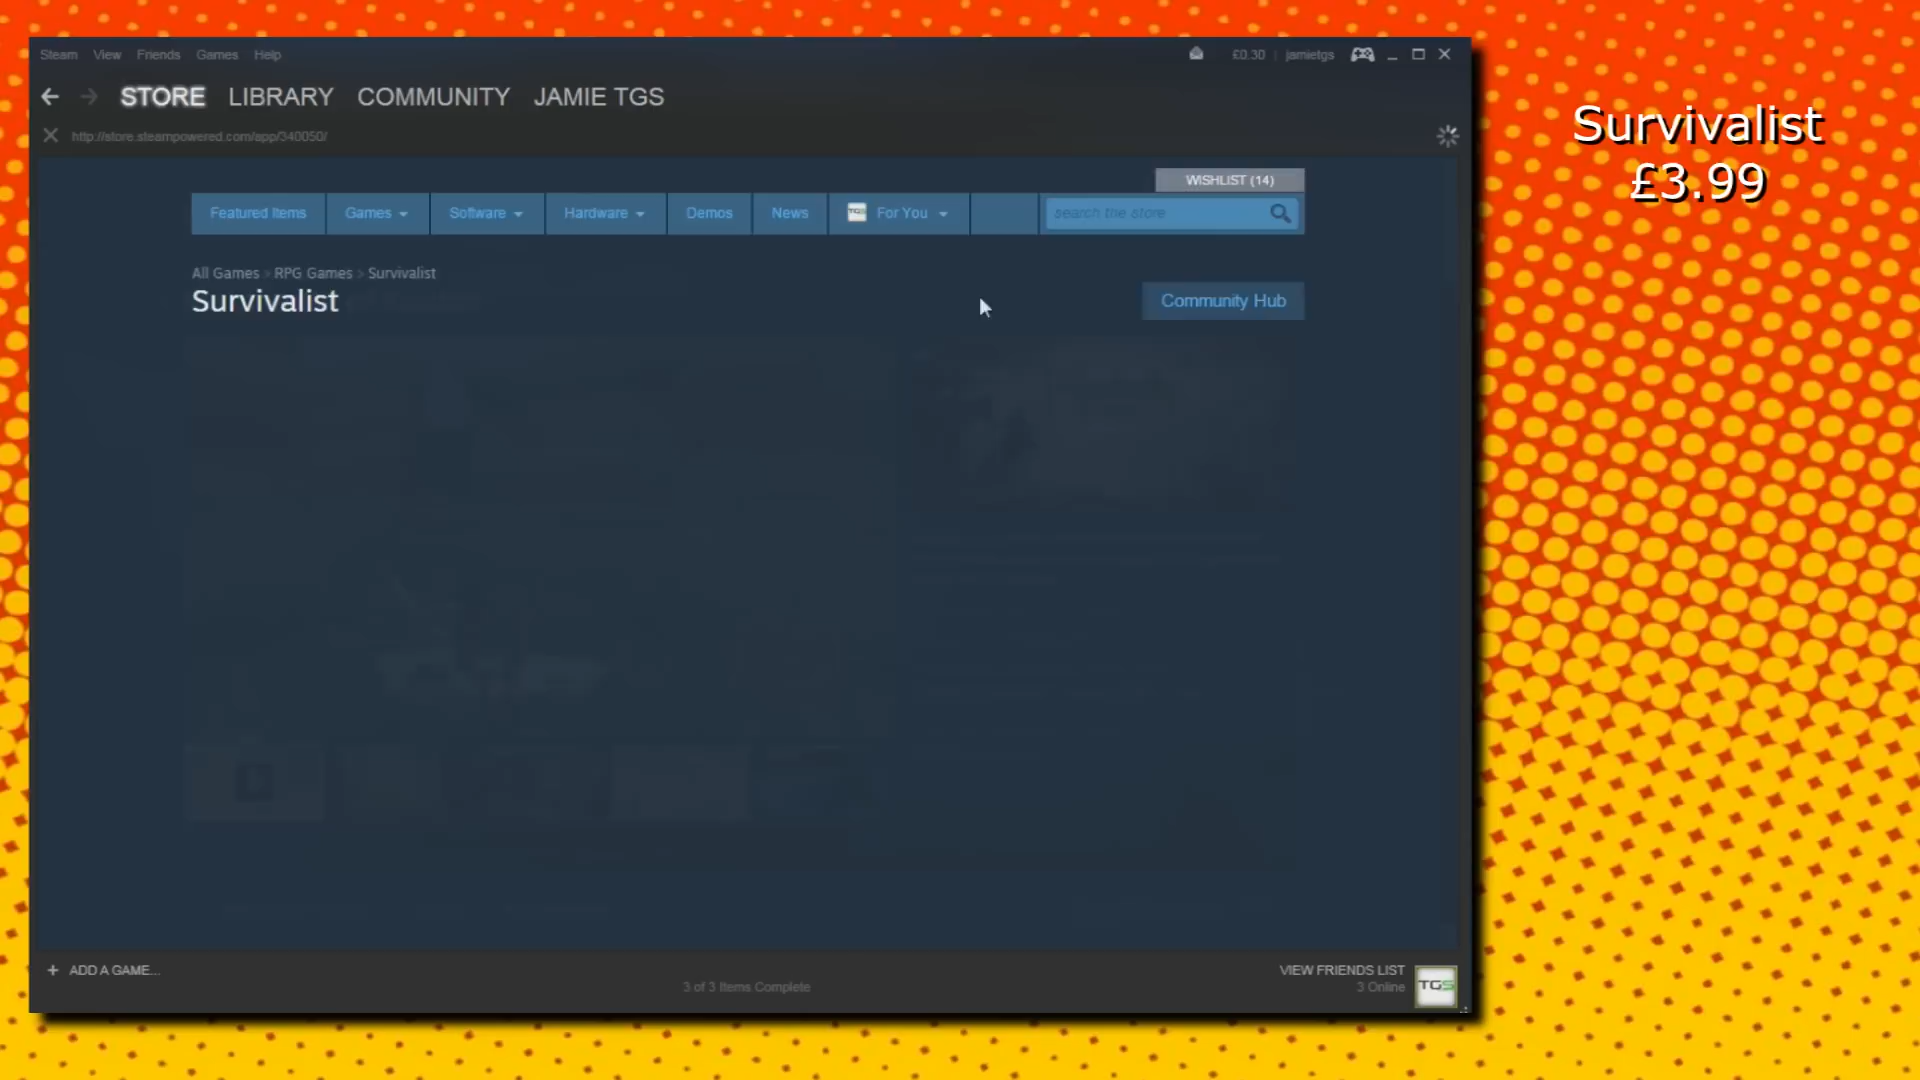 Steam View Friends Games Help
£0.30 | jamietgs
STORE LIBRARY COMMUNITY JAMIE TGS
http://store.steampowered.com/app/340050/
WISHLIST (14)
Featured Items Games Software Hardware Demos News TGS For You search the store
All Games > RPG Games > Survivalist
Survivalist
Community Hub
+ ADD A GAME...
3 of 3 Items Complete
VIEW FRIENDS LIST
3 Online
TGS
Survivalist
£3.99